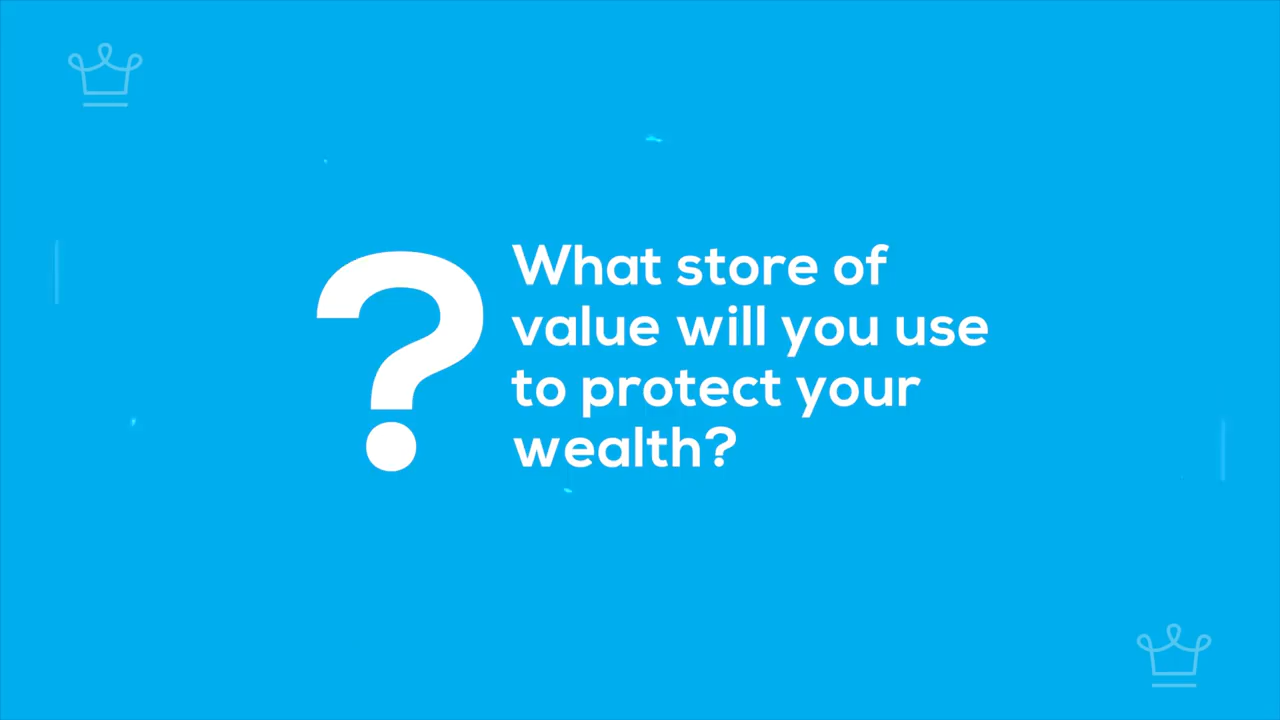 ?
What store of
value will you use
to protect your
wealth?